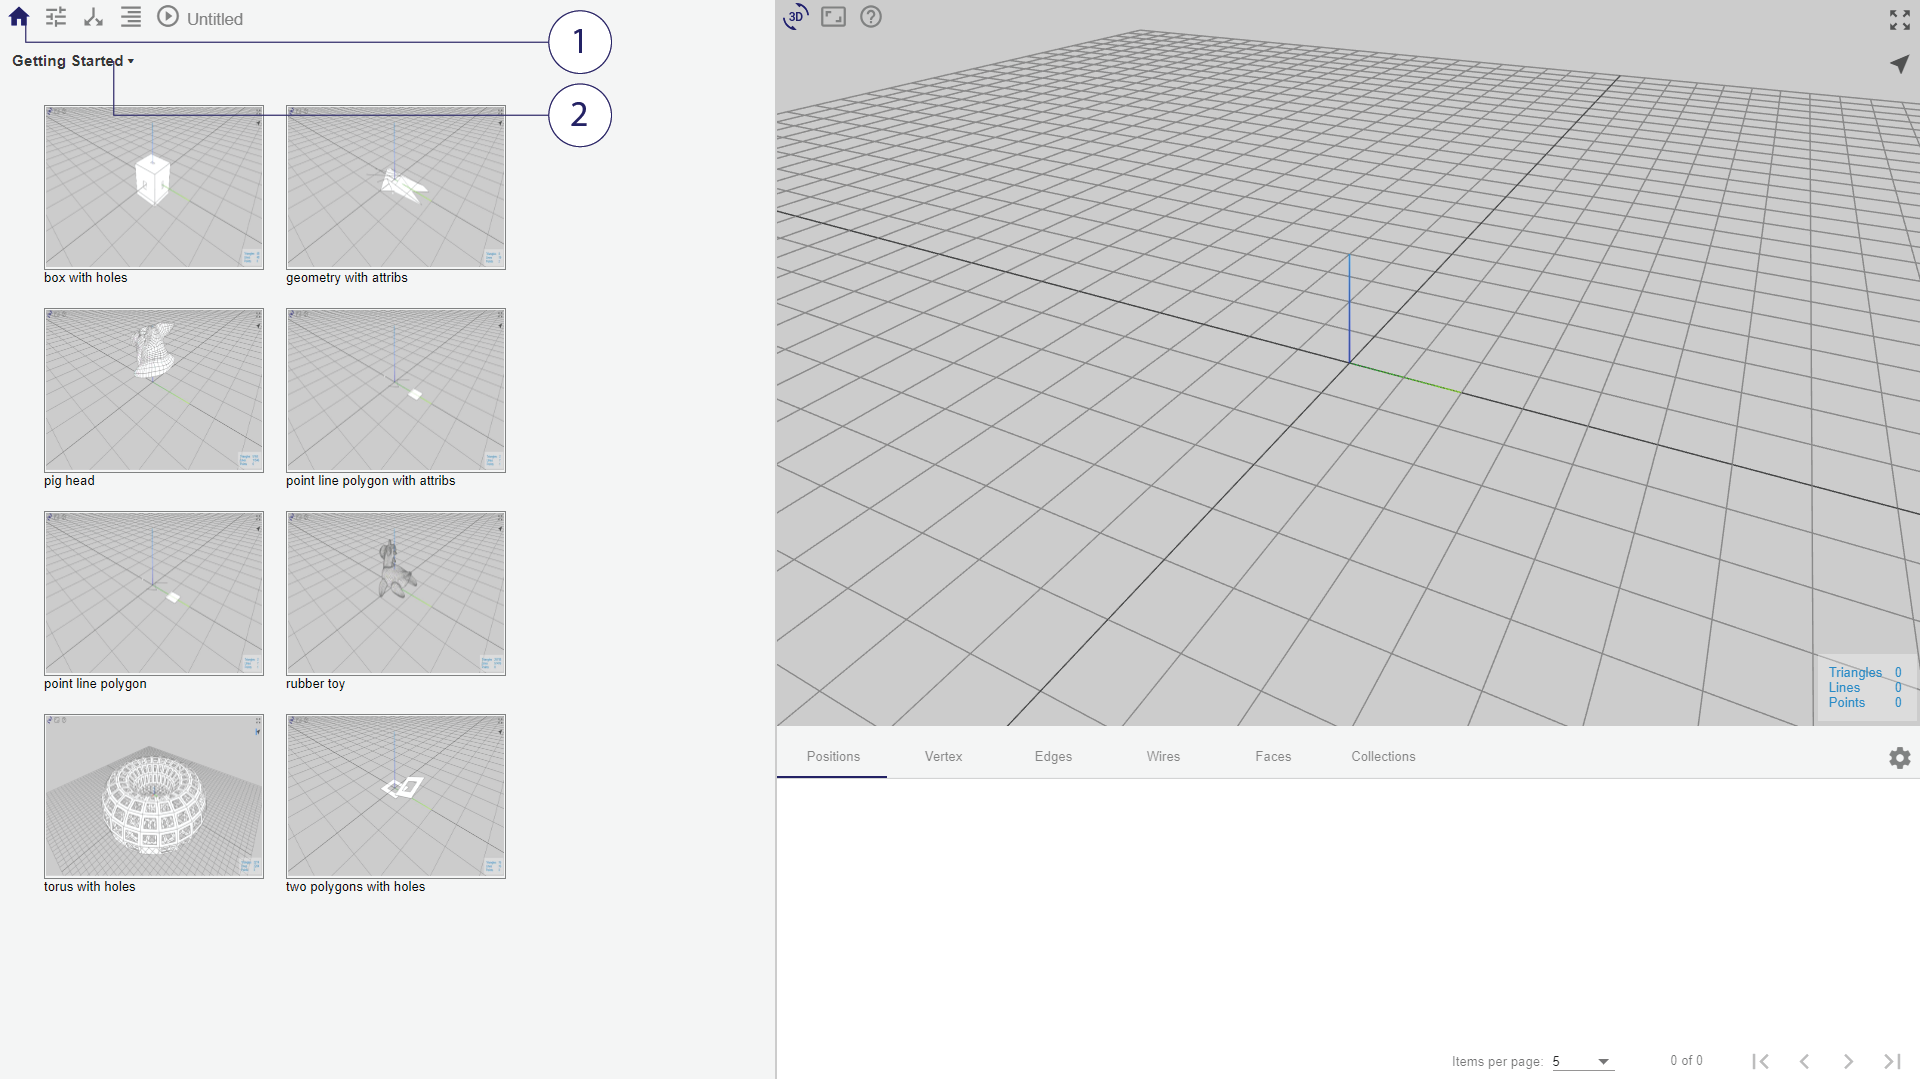 Untitled
1
Getting Started
2
box with holes
geometry with attribs
pig head
point line polygon with attribs
point line polygon
rubber toy
torus with holes
two polygons with holes
3D
?
Triangles 0
Lines 0
Points 0
Positions Vertex Edges Wires Faces Collections
Items per page: 5 0 of 0